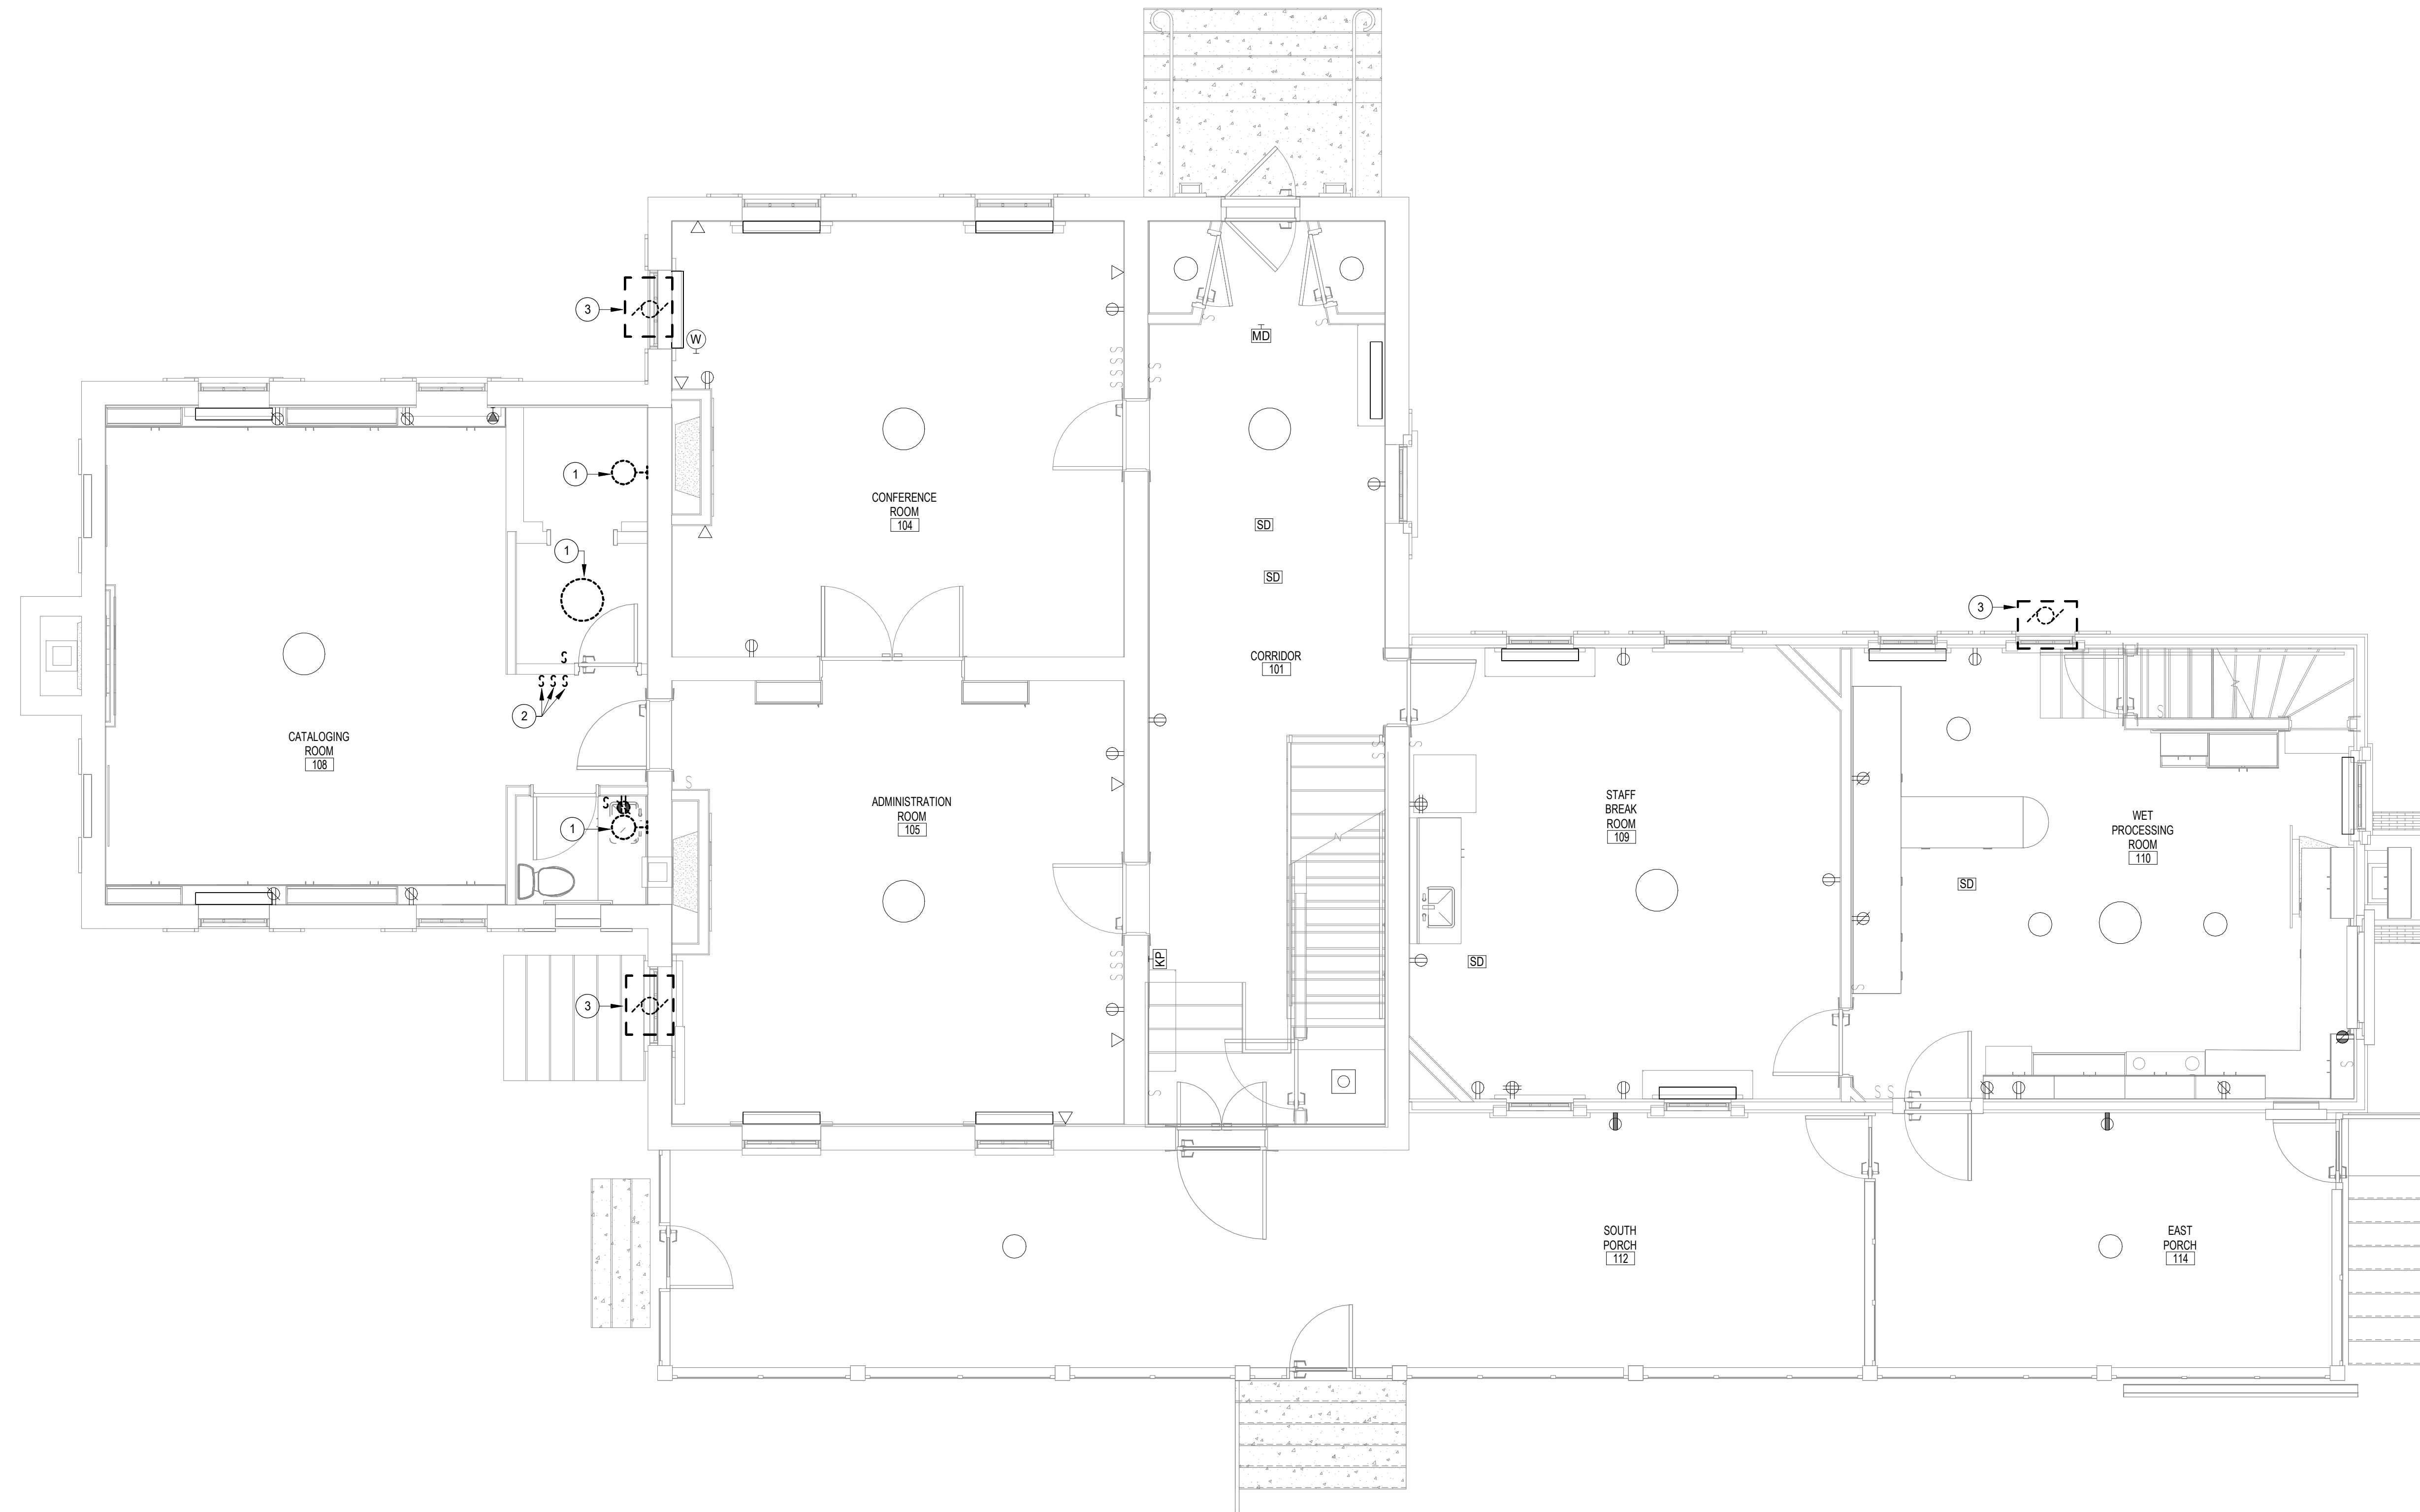 3
W
MD
1
CONFERENCE
ROOM
104
S
S
S
S
S
S
S
S
SD
1
SD
3
CORRIDOR
101
S
S
S
S
2
CATALOGING
ROOM
108
S
S
S
S
S
S
1
ADMINISTRATION
ROOM
105
STAFF
BREAK
ROOM
109
WET
PROCESSING
ROOM
110
SD
KP
SD
S
S
S
S
3
S
S
S
S
SOUTH
PORCH
112
EAST
PORCH
114